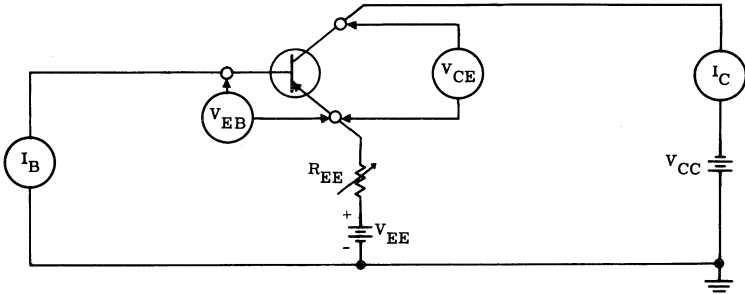 V_CE
I_C
V_EB
I_B
R_EE
V_CC
+
V_EE
-